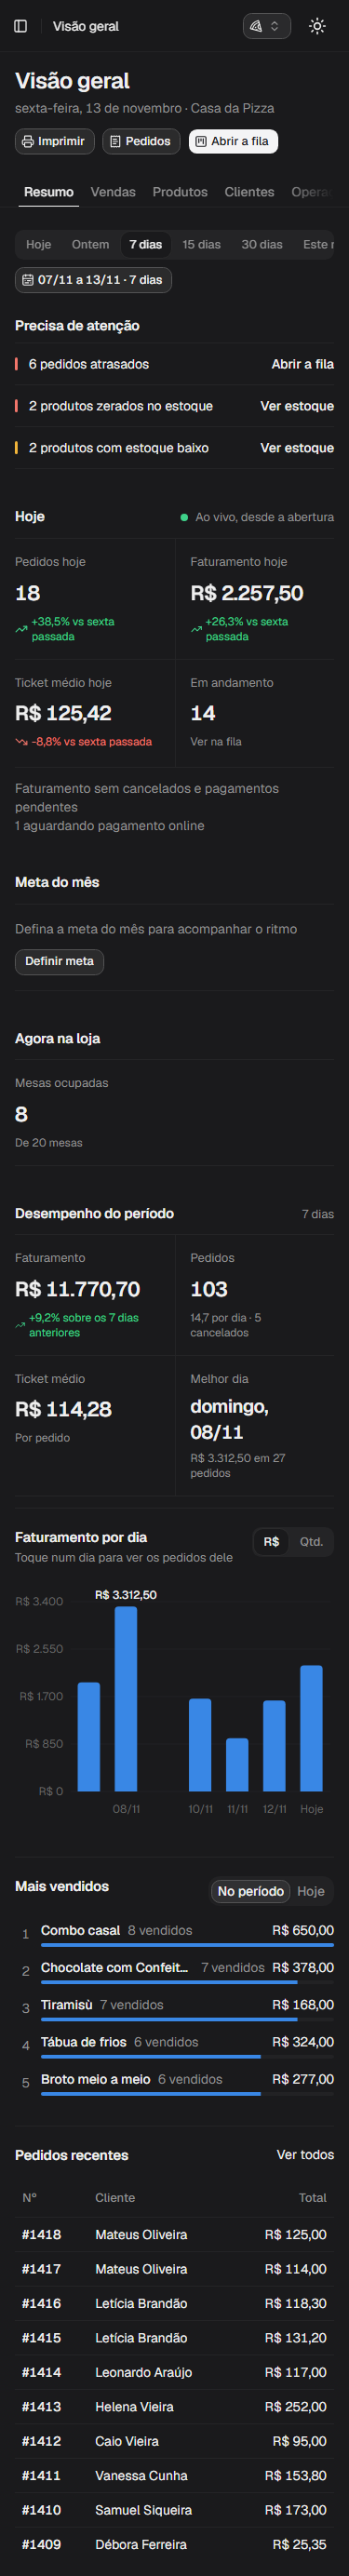 Visão geral
Visão geral
sexta-feira, 13 de novembro · Casa da Pizza
Imprimir
Pedidos
Abrir a fila
Resumo
Vendas
Produtos
Clientes
Hoje
Ontem
7 dias
15 dias
30 dias
Este
07/11 a 13/11 · 7 dias
Precisa de atenção
6 pedidos atrasados
Abrir a fila
2 produtos zerados no estoque
Ver estoque
2 produtos com estoque baixo
Ver estoque
Hoje
Ao vivo, desde a abertura
Pedidos hoje
Faturamento hoje
18
R$ 2.257,50
+38,5% vs sexta
passada
+26,3% vs sexta
passada
Ticket médio hoje
Em andamento
R$ 125,42
14
-8,8% vs sexta passada
Ver na fila
Faturamento sem cancelados e pagamentos
pendentes
1 aguardando pagamento online
Meta do mês
Defina a meta do mês para acompanhar o ritmo
Definir meta
Agora na loja
Mesas ocupadas
8
De 20 mesas
Desempenho do período
7 dias
Faturamento
Pedidos
R$ 11.770,70
103
+9,2% sobre os 7 dias
anteriores
14,7 por dia · 5
cancelados
Ticket médio
Melhor dia
R$ 114,28
domingo,
08/11
Por pedido
R$ 3.312,50 em 27
pedidos
Faturamento por dia
Toque num dia para ver os pedidos dele
R$
Qtd.
R$ 3.312,50
R$ 3.400
R$ 2.550
R$ 1.700
R$ 850
R$ 0
08/11
10/11
11/11
12/11
Hoje
Mais vendidos
No período
Hoje
1 Combo casal 8 vendidos R$ 650,00
2 Chocolate com Confeit... 7 vendidos R$ 378,00
3 Tiramisù 7 vendidos R$ 168,00
4 Tábua de frios 6 vendidos R$ 324,00
5 Broto meio a meio 6 vendidos R$ 277,00
Pedidos recentes
Ver todos
Nº Cliente Total
#1418 Mateus Oliveira R$ 125,00
#1417 Mateus Oliveira R$ 114,00
#1416 Letícia Brandão R$ 118,30
#1415 Letícia Brandão R$ 131,20
#1414 Leonardo Araújo R$ 117,00
#1413 Helena Vieira R$ 252,00
#1412 Caio Vieira R$ 95,00
#1411 Vanessa Cunha R$ 153,80
#1410 Samuel Siqueira R$ 173,00
#1409 Débora Ferreira R$ 25,35